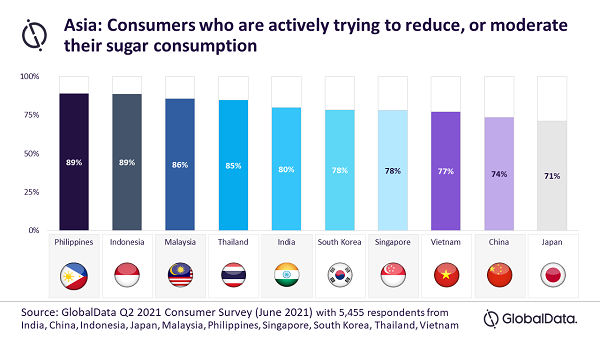 Asia: Consumers who are actively trying to reduce, or moderate
their sugar consumption
100%
75%
50%
25%
0%
89%
89%
86%
85%
80%
78%
78%
77%
74%
71%
Philippines
Indonesia
Malaysia
Thailand
India
South Korea
Singapore
Vietnam
China
Japan
Source: GlobalData Q2 2021 Consumer Survey (June 2021) with 5,455 respondents from
India, China, Indonesia, Japan, Malaysia, Philippines, Singapore, South Korea, Thailand, Vietnam
GlobalData.